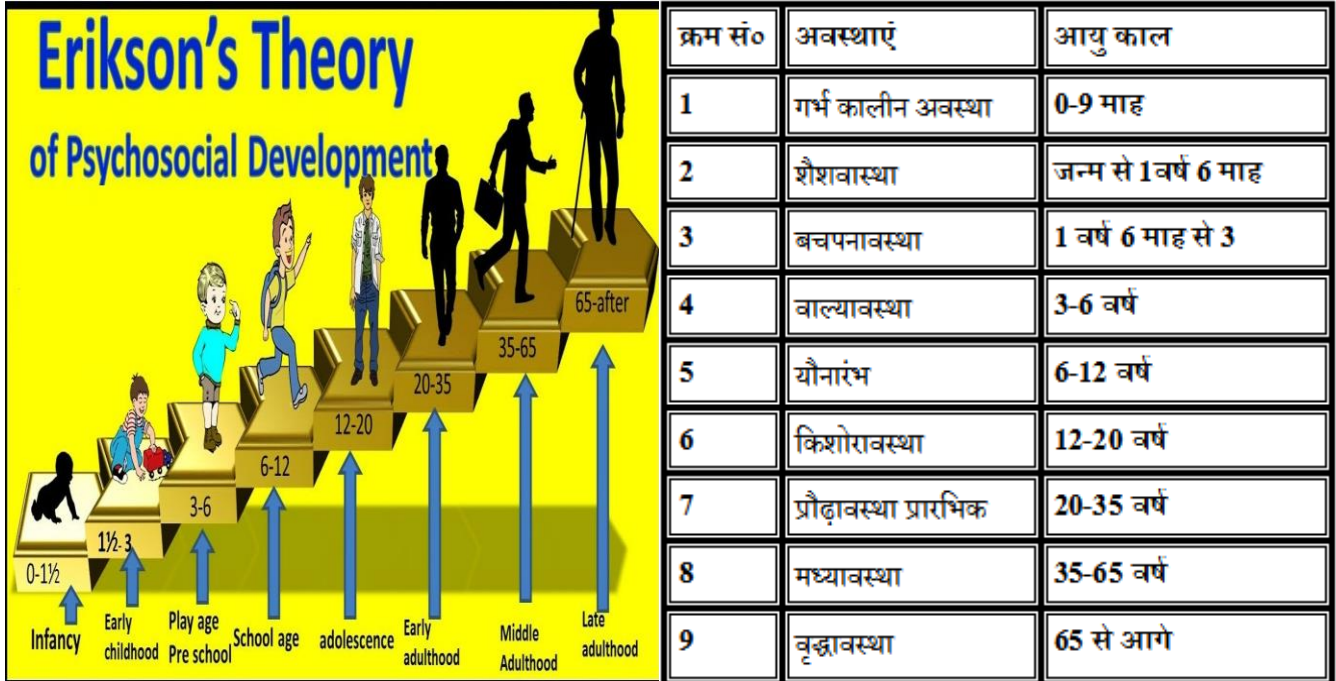 Erikson's Theory
of Psychosocial Development
0-1½
1½-3
3-6
6-12
12-20
20-35
35-65
65-after
Infancy
Early
childhood
Play age
Pre school
School age
adolescence
Early
adulthood
Middle
Adulthood
Late
adulthood
क्रम सं० अवस्थाएं आयु काल
1 गर्भ कालीन अवस्था 0-9 माह
2 शैशवास्था जन्म से 1वर्ष 6 माह
3 बचपनावस्था 1 वर्ष 6 माह से 3
4 वाल्यावस्था 3-6 वर्ष
5 यौनारंभ 6-12 वर्ष
6 किशोरावस्था 12-20 वर्ष
7 प्रौढ़ावस्था प्रारभिक 20-35 वर्ष
8 मध्यावस्था 35-65 वर्ष
9 वृद्धावस्था 65 से आगे